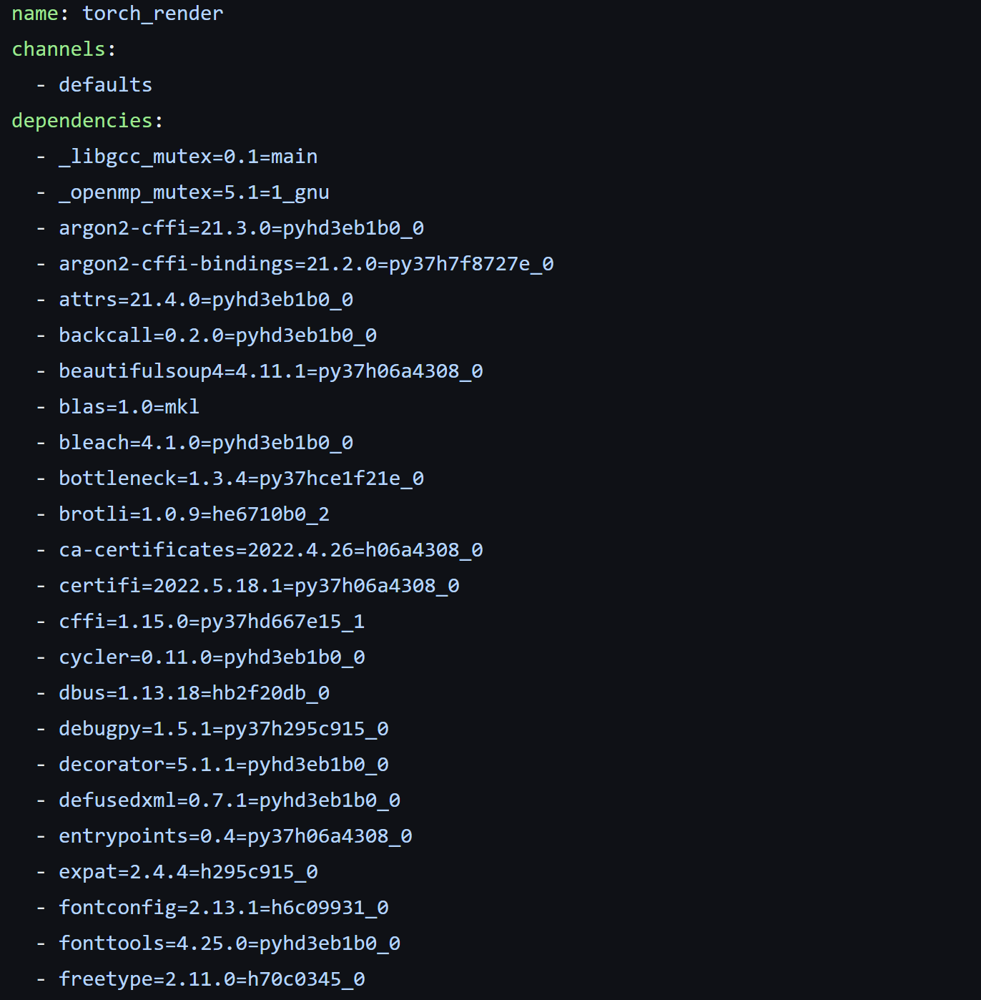 name: torch_render
channels:
  - defaults
dependencies:
  - _libgcc_mutex=0.1=main
  - _openmp_mutex=5.1=1_gnu
  - argon2-cffi=21.3.0=pyhd3eb1b0_0
  - argon2-cffi-bindings=21.2.0=py37h7f8727e_0
  - attrs=21.4.0=pyhd3eb1b0_0
  - backcall=0.2.0=pyhd3eb1b0_0
  - beautifulsoup4=4.11.1=py37h06a4308_0
  - blas=1.0=mkl
  - bleach=4.1.0=pyhd3eb1b0_0
  - bottleneck=1.3.4=py37hce1f21e_0
  - brotli=1.0.9=he6710b0_2
  - ca-certificates=2022.4.26=h06a4308_0
  - certifi=2022.5.18.1=py37h06a4308_0
  - cffi=1.15.0=py37hd667e15_1
  - cycler=0.11.0=pyhd3eb1b0_0
  - dbus=1.13.18=hb2f20db_0
  - debugpy=1.5.1=py37h295c915_0
  - decorator=5.1.1=pyhd3eb1b0_0
  - defusedxml=0.7.1=pyhd3eb1b0_0
  - entrypoints=0.4=py37h06a4308_0
  - expat=2.4.4=h295c915_0
  - fontconfig=2.13.1=h6c09931_0
  - fonttools=4.25.0=pyhd3eb1b0_0
  - freetype=2.11.0=h70c0345_0